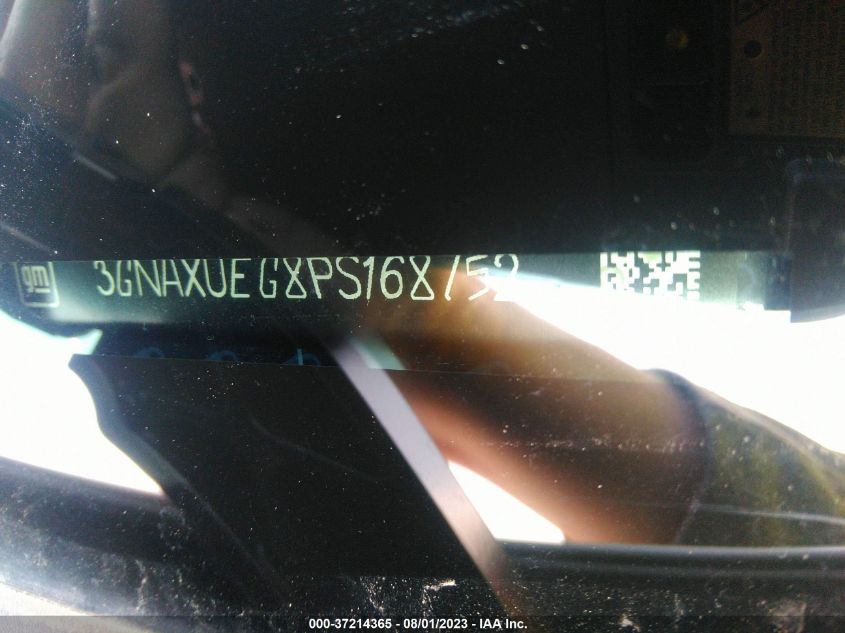 gm 3GNAXUEG8PS168752
000-37214365 - 08/01/2023 - IAA Inc.